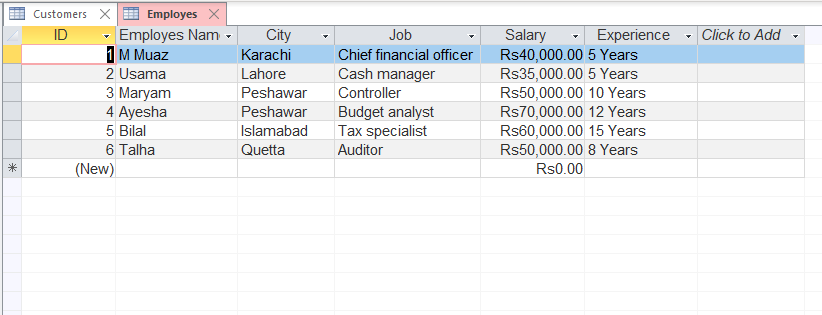 Customers Employes
ID Employes Nam City Job Salary Experience Click to Add
1 M Muaz Karachi Chief financial officer Rs40,000.00 5 Years
2 Usama Lahore Cash manager Rs35,000.00 5 Years
3 Maryam Peshawar Controller Rs50,000.00 10 Years
4 Ayesha Peshawar Budget analyst Rs70,000.00 12 Years
5 Bilal Islamabad Tax specialist Rs60,000.00 15 Years
6 Talha Quetta Auditor Rs50,000.00 8 Years
* (New) Rs0.00